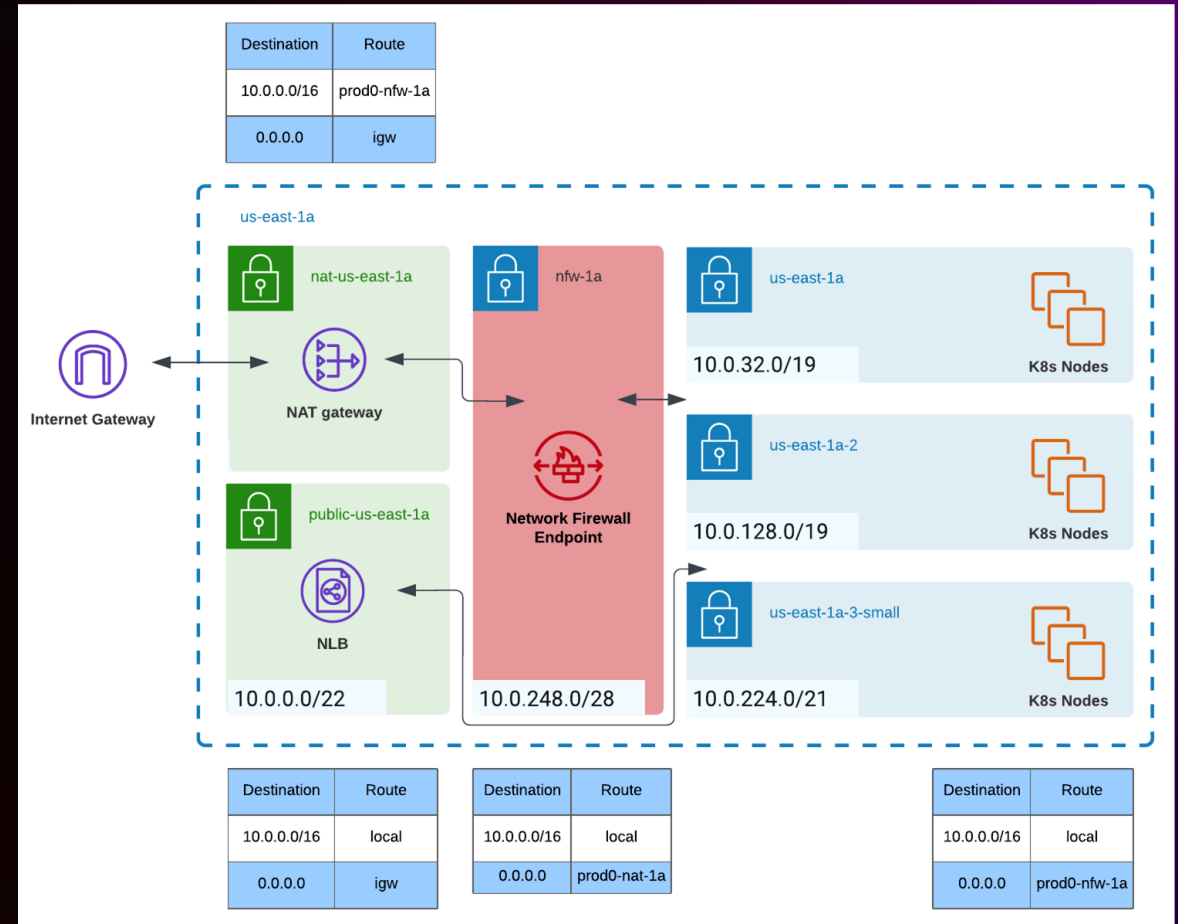 Destination Route
10.0.0.0/16 prod0-nfw-1a
0.0.0.0 igw
us-east-1a
nat-us-east-1a
NAT gateway
nfw-1a
Network Firewall
Endpoint
10.0.248.0/28
us-east-1a
10.0.32.0/19
K8s Nodes
us-east-1a-2
10.0.128.0/19
K8s Nodes
us-east-1a-3-small
10.0.224.0/21
K8s Nodes
Internet Gateway
public-us-east-1a
NLB
10.0.0.0/22
Destination Route
10.0.0.0/16 local
0.0.0.0 igw
Destination Route
10.0.0.0/16 local
0.0.0.0 prod0-nat-1a
Destination Route
10.0.0.0/16 local
0.0.0.0 prod0-nfw-1a